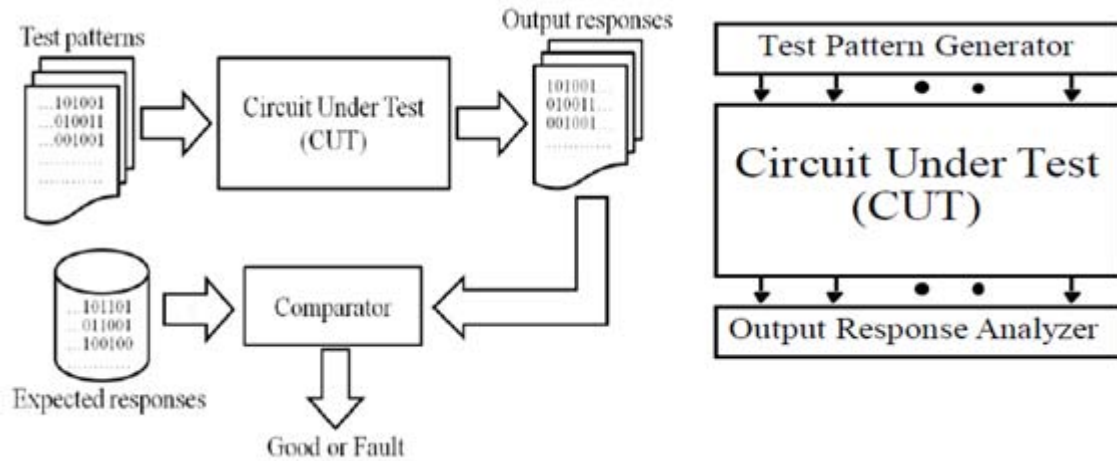 Test patterns
...101001
...010011
...001001
Circuit Under Test
(CUT)
Output responses
101001...
010011...
001001...
Expected responses
...101101
...011001
...100100
Comparator
Good or Fault
Test Pattern Generator
Circuit Under Test
(CUT)
Output Response Analyzer